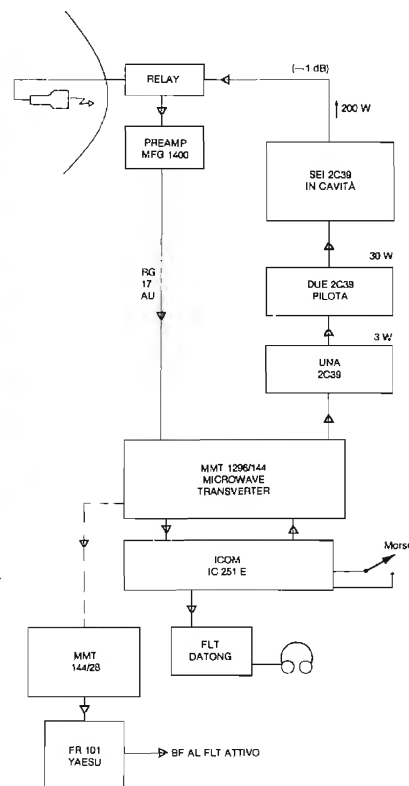 (—1 dB)
RELAY
200 W
PREAMP
MFG 1400
SEI 2C39
IN CAVITÀ
30 W
RG
17
AU
DUE 2C39
PILOTA
3 W
UNA
2C39
MMT 1296/144
MICROWAVE
TRANSVERTER
Morse
ICOM
IC 251 E
FLT
DATONG
MMT
144/28
FR 101
YAESU
BF AL FLT ATTIVO